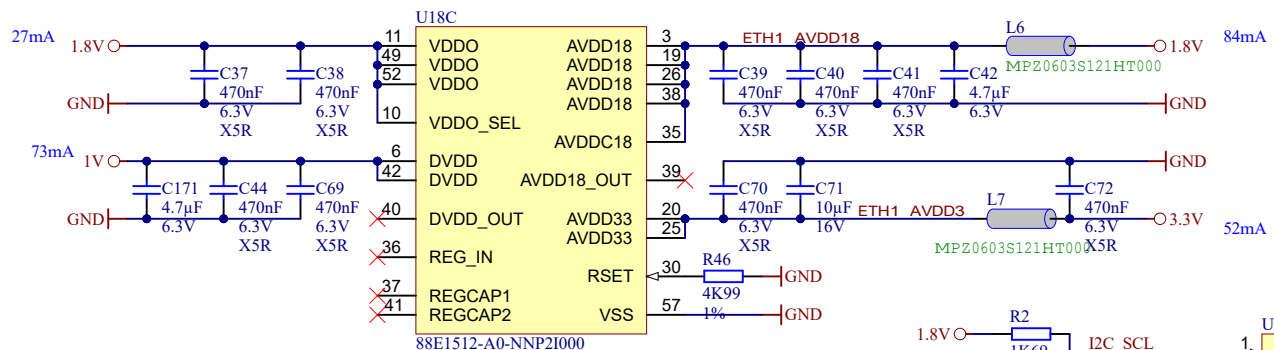 U18C
27mA 1.8V 11 VDDO AVDD18 3 ETH1_AVDD18 L6 1.8V 84mA
49 VDDO AVDD18 19 MPZ0603S121HT000
C37 C38 52 VDDO AVDD18 26 C39 C40 C41 C42
470nF 470nF AVDD18 38 470nF 470nF 470nF 4.7µF
GND 6.3V 6.3V 6.3V 6.3V 6.3V 6.3V GND
X5R X5R 10 VDDO_SEL X5R X5R X5R
AVDDC18 35
73mA 1V 6 DVDD GND
42 DVDD AVDD18_OUT 39
C171 C44 C69 C70 C71 C72
4.7µF 470nF 470nF 470nF 10µF 470nF
GND 40 DVDD_OUT AVDD33 20 ETH1_AVDD3 L7 3.3V
6.3V 6.3V 6.3V 6.3V 16V 6.3V 52mA
X5R X5R AVDD33 25 X5R X5R
36 REG_IN MPZ0603S121HT000
R46
RSET 30 GND
37 REGCAP1 4K99
41 REGCAP2 VSS 57 1% GND
88E1512-A0-NNP2I000
R2 U
1.8V 1K69 I2C_SCL 1